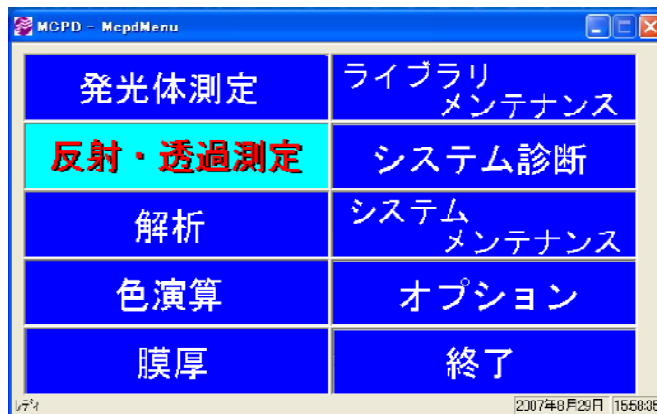 MCPD - McpdMenu
発光体測定
ライブラリ
メンテナンス
反射・透過測定
システム診断
解析
システム
メンテナンス
色演算
オプション
膜厚
終了
レディ
2007年8月29日 15:58:35